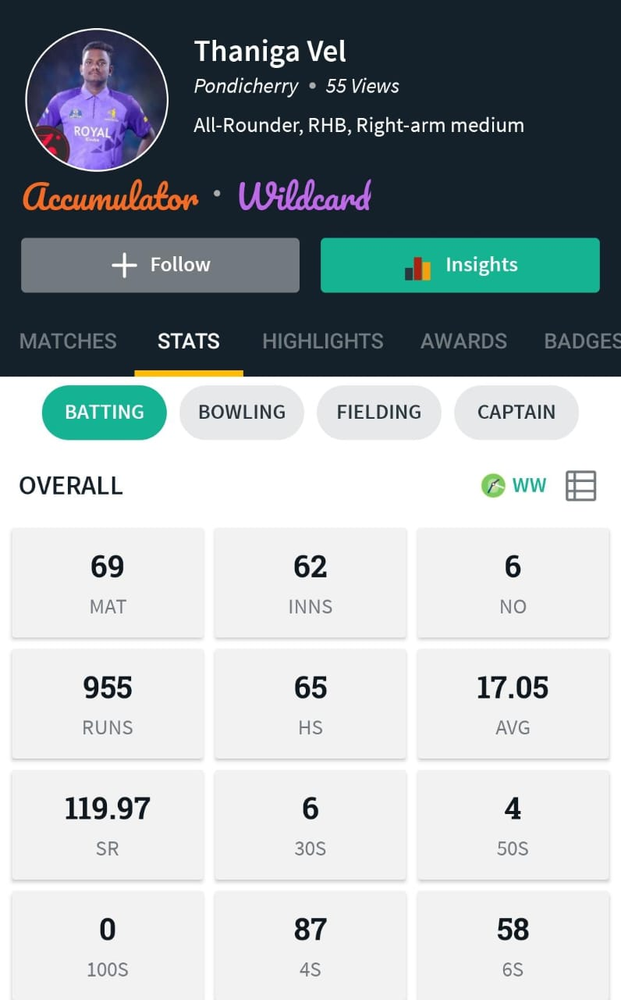 Thaniga Vel
Pondicherry • 55 Views
All-Rounder, RHB, Right-arm medium
ROYAL
Accumulator • Wildcard
+ Follow
Insights
MATCHES STATS HIGHLIGHTS AWARDS BADGES
BATTING BOWLING FIELDING CAPTAIN
OVERALL
WW
69 62 6
MAT INNS NO
955 65 17.05
RUNS HS AVG
119.97 6 4
SR 30S 50S
0 87 58
100S 4S 6S